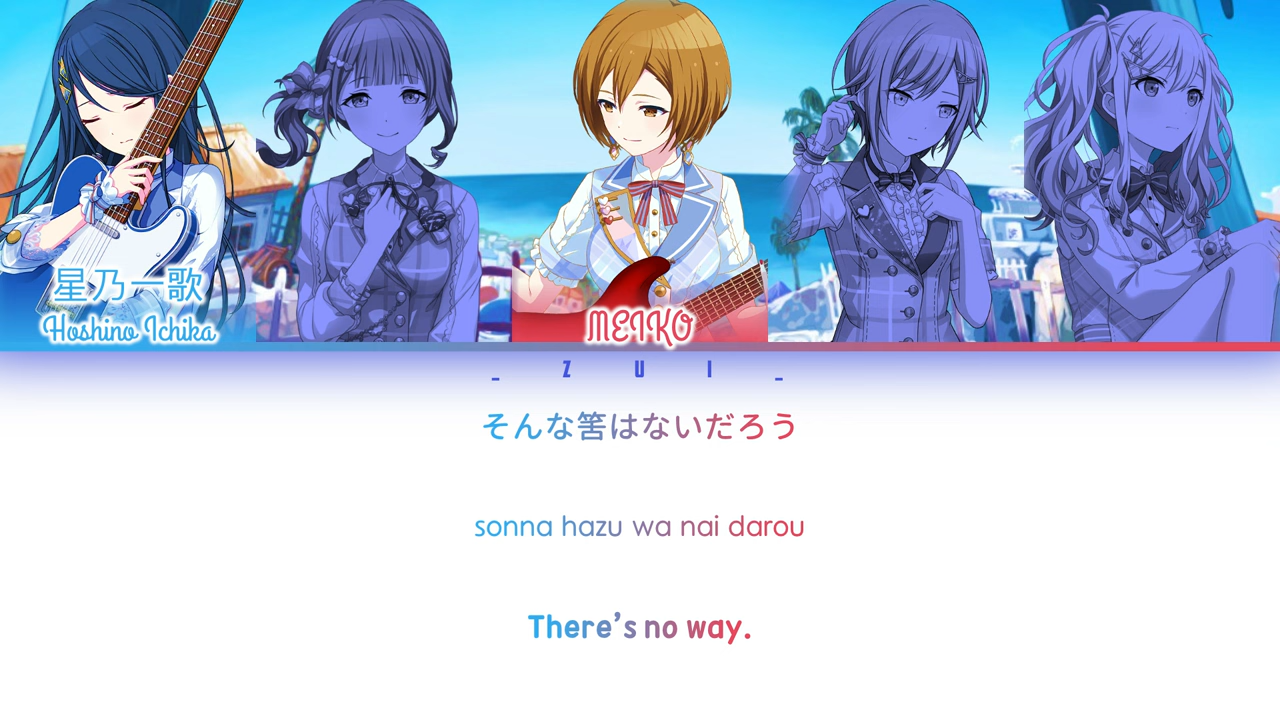 星乃一歌
Hoshino Ichika
MEIKO
_ Z U I _
そんな筈はないだろう
sonna hazu wa nai darou
There's no way.